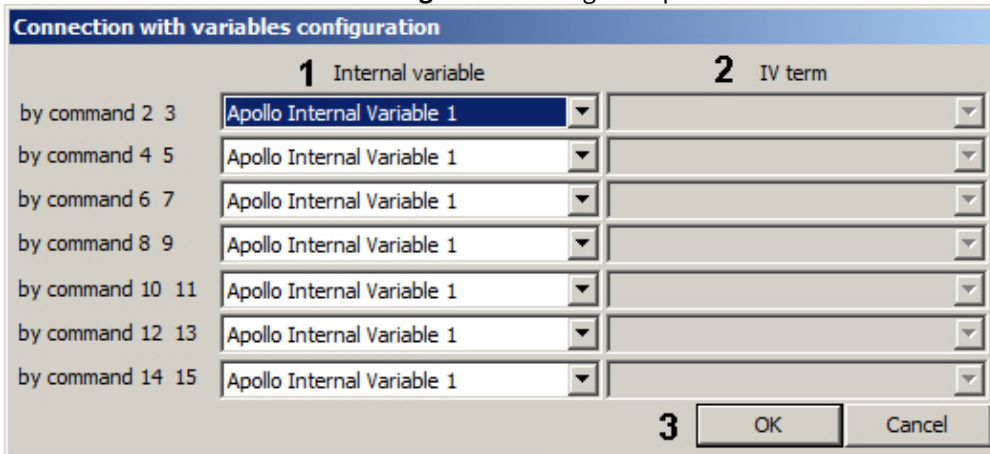 Connection with variables configuration
1 Internal variable 2 IV term
by command 2 3 Apollo Internal Variable 1
by command 4 5 Apollo Internal Variable 1
by command 6 7 Apollo Internal Variable 1
by command 8 9 Apollo Internal Variable 1
by command 10 11 Apollo Internal Variable 1
by command 12 13 Apollo Internal Variable 1
by command 14 15 Apollo Internal Variable 1
3 OK Cancel